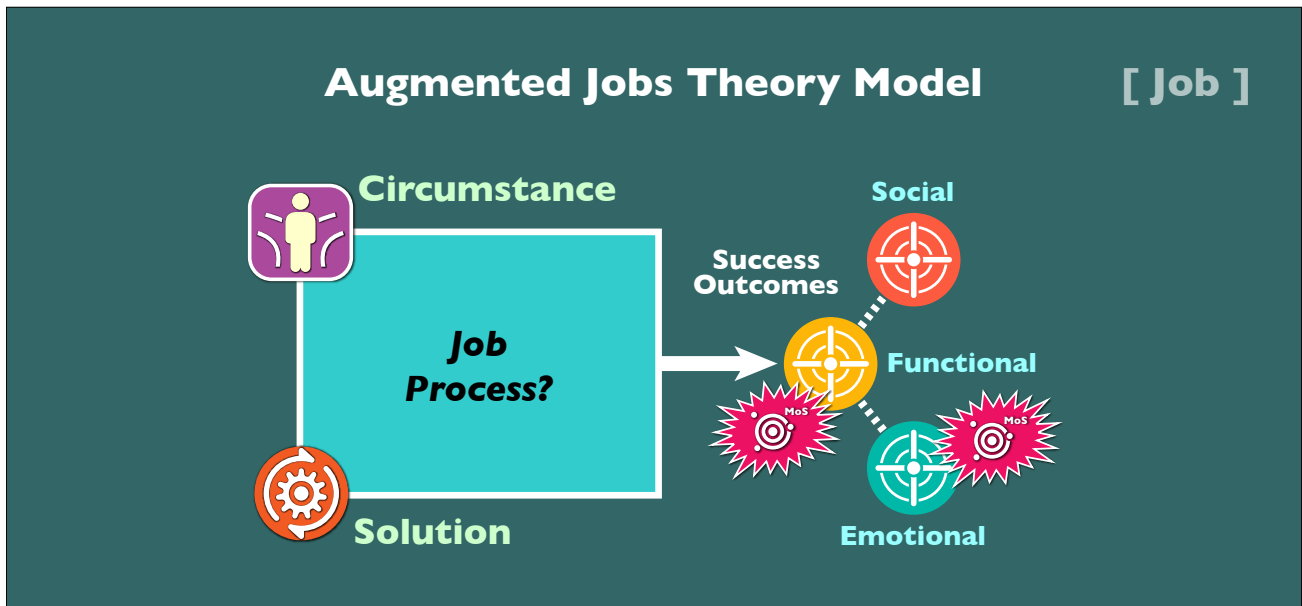 Augmented Jobs Theory Model
[ Job ]
Circumstance
Social
Success
Outcomes
Job
Process?
Functional
MoS
MoS
Solution
Emotional